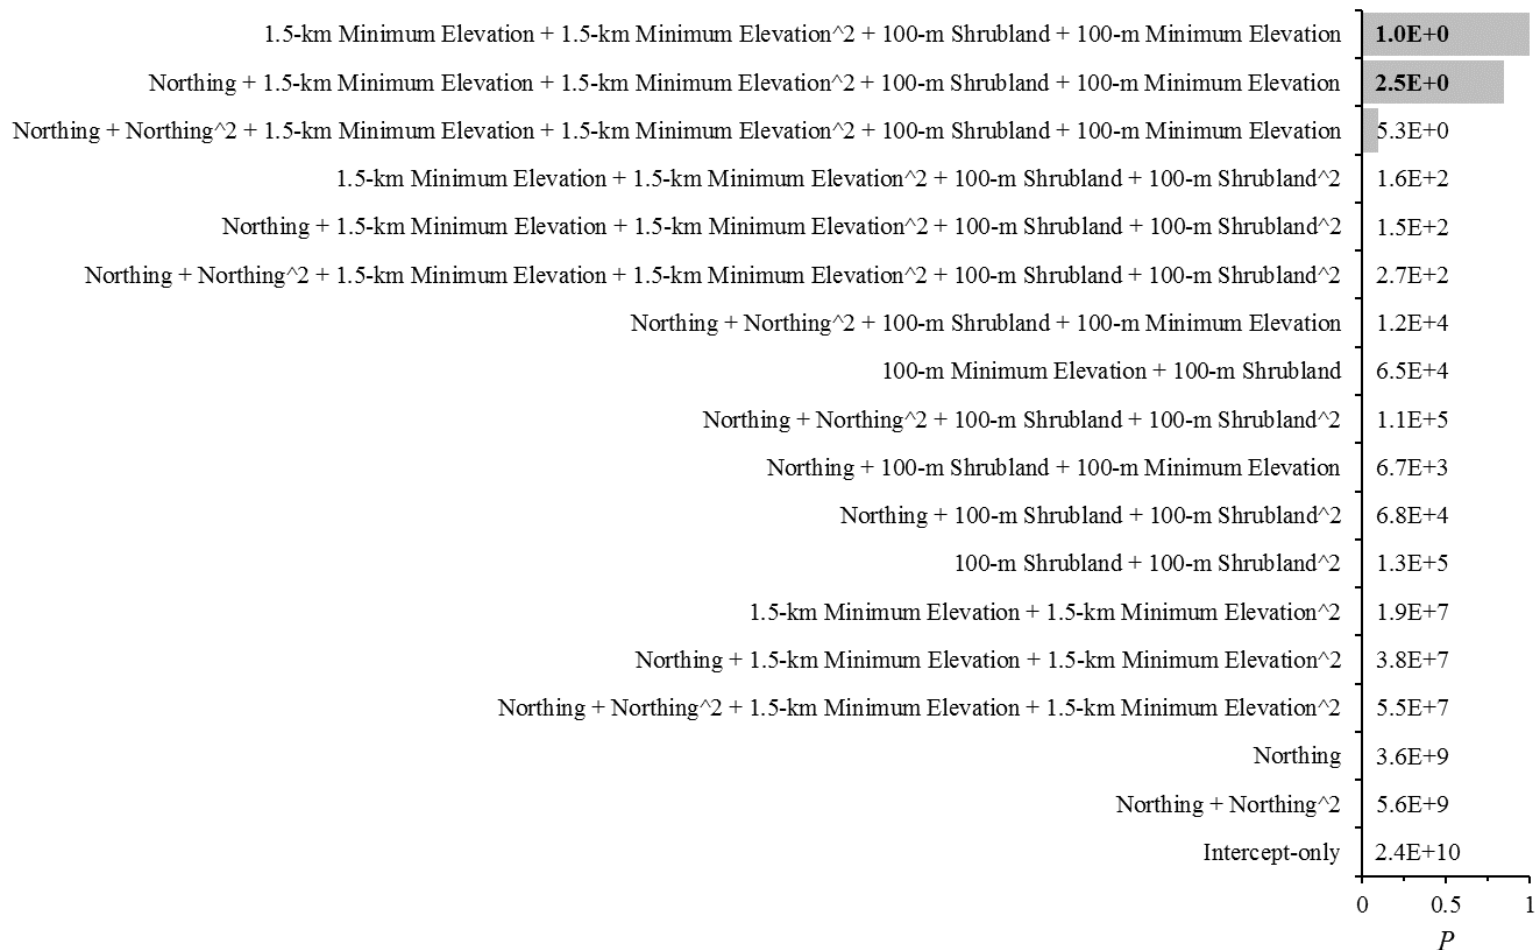 1.5-km Minimum Elevation + 1.5-km Minimum Elevation^2 + 100-m Shrubland + 100-m Minimum Elevation 1.0E+0
Northing + 1.5-km Minimum Elevation + 1.5-km Minimum Elevation^2 + 100-m Shrubland + 100-m Minimum Elevation 2.5E+0
Northing + Northing^2 + 1.5-km Minimum Elevation + 1.5-km Minimum Elevation^2 + 100-m Shrubland + 100-m Minimum Elevation 5.3E+0
1.5-km Minimum Elevation + 1.5-km Minimum Elevation^2 + 100-m Shrubland + 100-m Shrubland^2 1.6E+2
Northing + 1.5-km Minimum Elevation + 1.5-km Minimum Elevation^2 + 100-m Shrubland + 100-m Shrubland^2 1.5E+2
Northing + Northing^2 + 1.5-km Minimum Elevation + 1.5-km Minimum Elevation^2 + 100-m Shrubland + 100-m Shrubland^2 2.7E+2
Northing + Northing^2 + 100-m Shrubland + 100-m Minimum Elevation 1.2E+4
100-m Minimum Elevation + 100-m Shrubland 6.5E+4
Northing + Northing^2 + 100-m Shrubland + 100-m Shrubland^2 1.1E+5
Northing + 100-m Shrubland + 100-m Minimum Elevation 6.7E+3
Northing + 100-m Shrubland + 100-m Shrubland^2 6.8E+4
100-m Shrubland + 100-m Shrubland^2 1.3E+5
1.5-km Minimum Elevation + 1.5-km Minimum Elevation^2 1.9E+7
Northing + 1.5-km Minimum Elevation + 1.5-km Minimum Elevation^2 3.8E+7
Northing + Northing^2 + 1.5-km Minimum Elevation + 1.5-km Minimum Elevation^2 5.5E+7
Northing 3.6E+9
Northing + Northing^2 5.6E+9
Intercept-only 2.4E+10
0 0.5 1
P